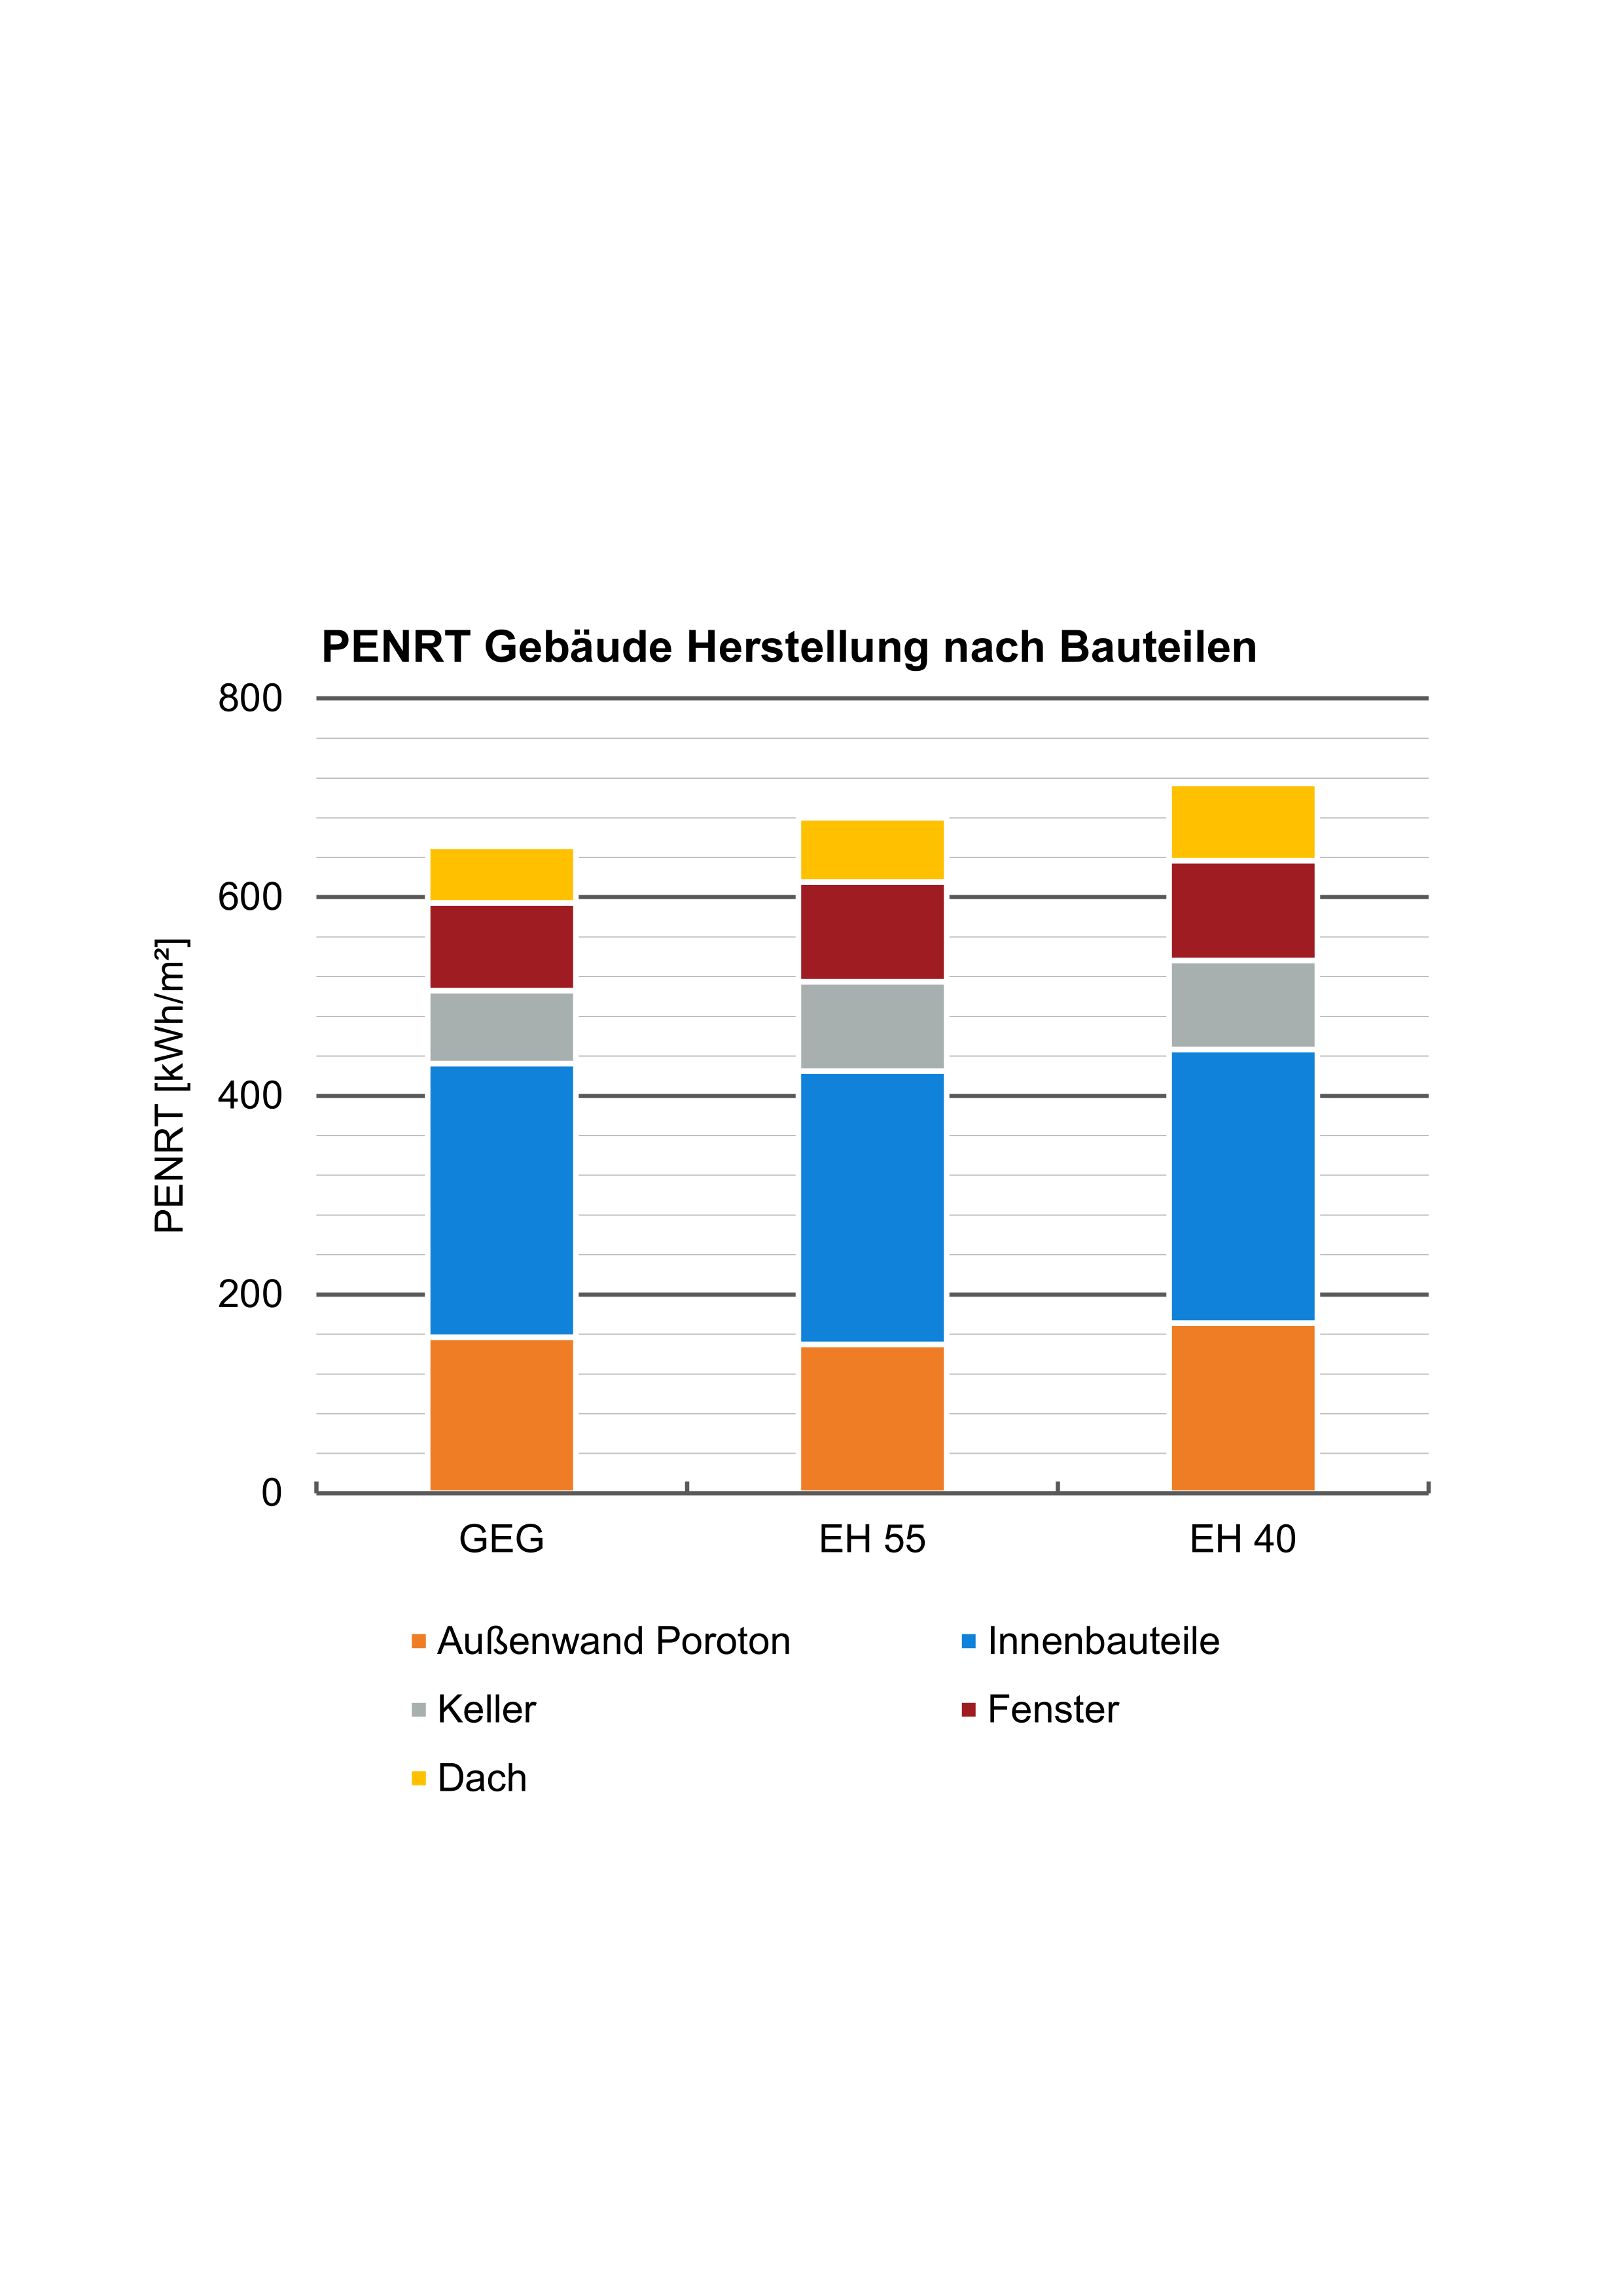 PENRT Gebäude Herstellung nach Bauteilen
800
600
400
200
0
PENRT [kWh/m²]
GEG
EH 55
EH 40
Außenwand Poroton
Innenbauteile
Keller
Fenster
Dach